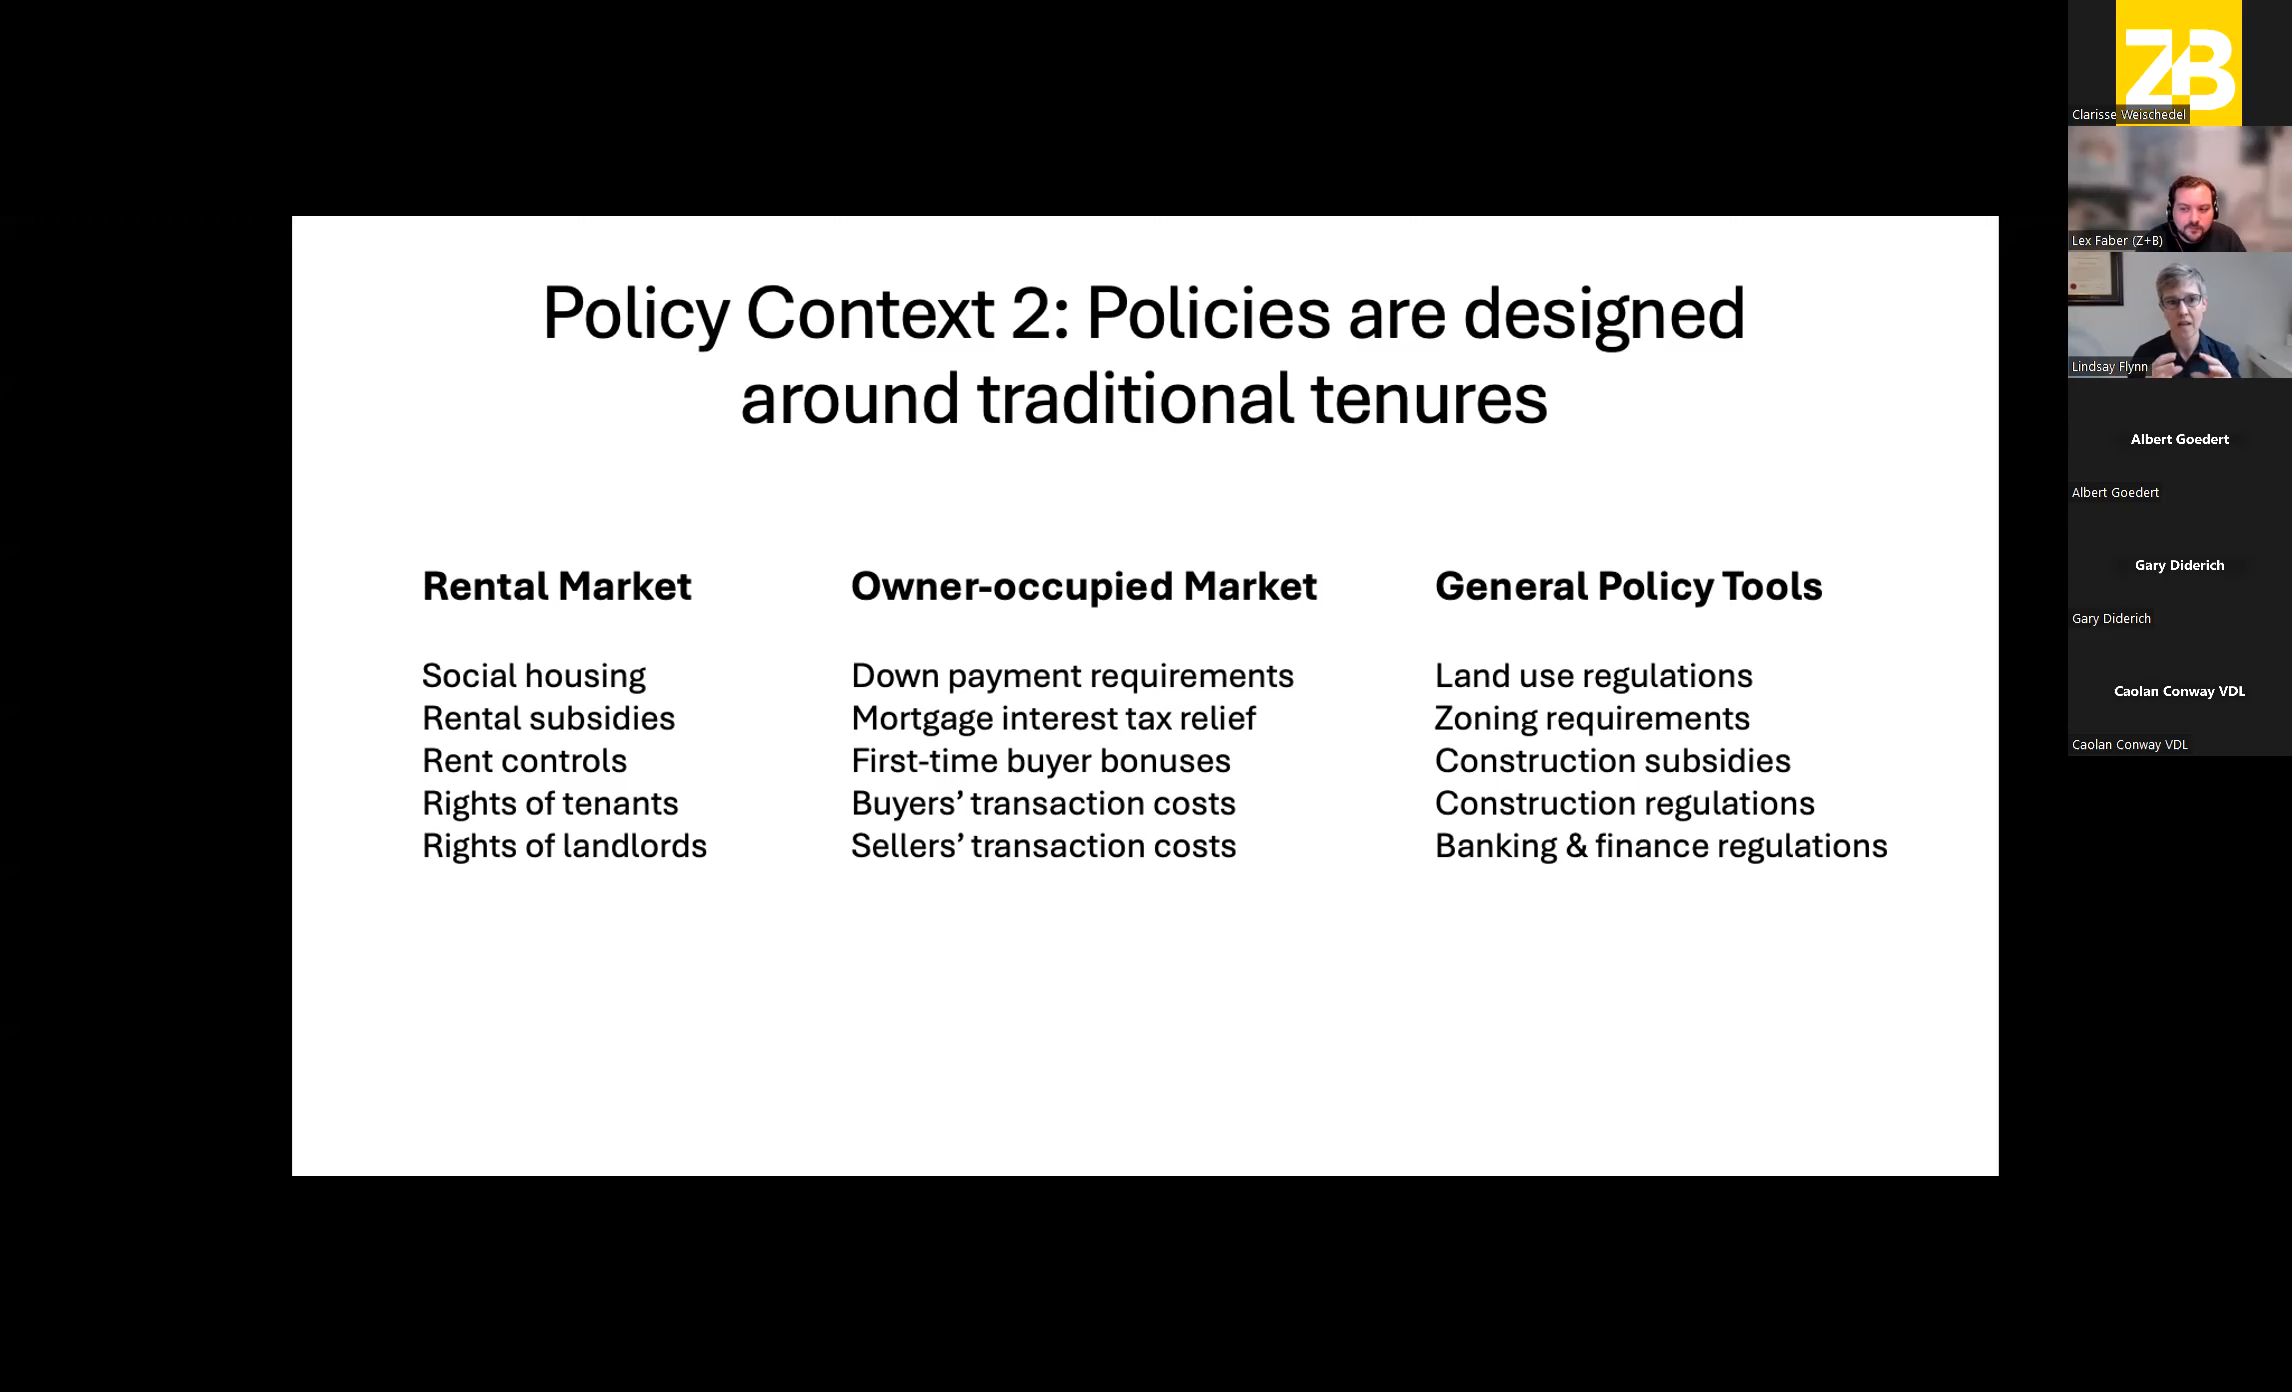 Policy Context 2: Policies are designed
around traditional tenures
Rental Market
Social housing
Rental subsidies
Rent controls
Rights of tenants
Rights of landlords
Owner-occupied Market
Down payment requirements
Mortgage interest tax relief
First-time buyer bonuses
Buyers’ transaction costs
Sellers’ transaction costs
General Policy Tools
Land use regulations
Zoning requirements
Construction subsidies
Construction regulations
Banking & finance regulations
ZB
Clarisse Weischedel
Lex Faber (Z+B)
Lindsay Flynn
Albert Goedert
Albert Goedert
Gary Diderich
Gary Diderich
Caolan Conway VDL
Caolan Conway VDL